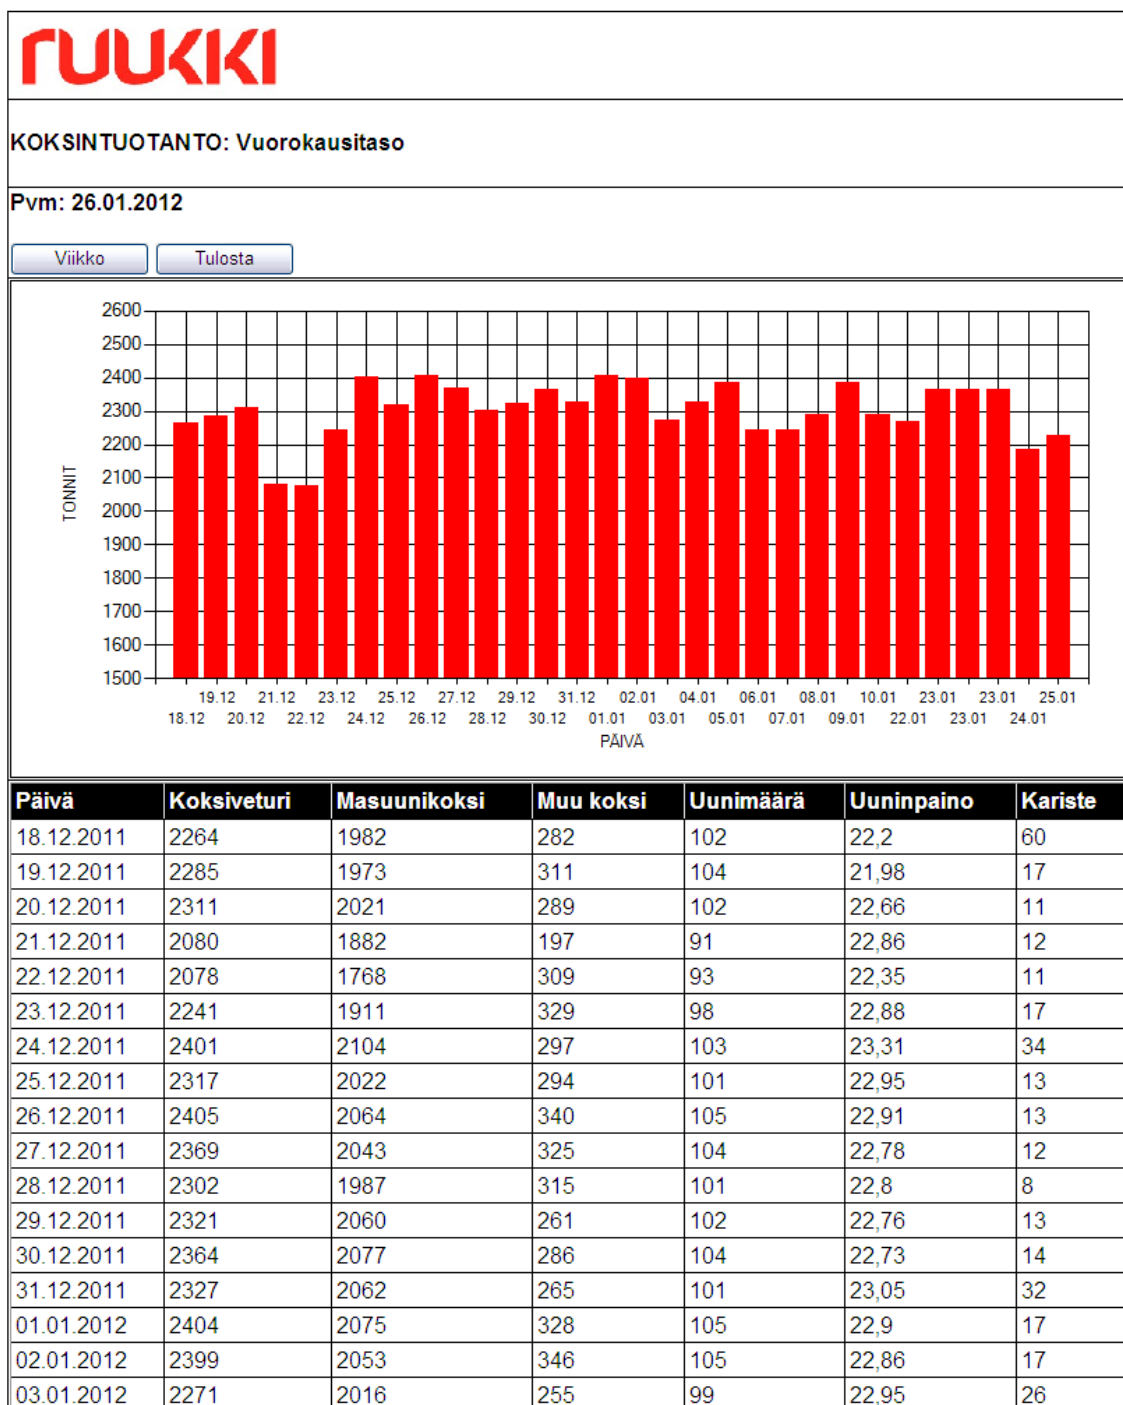 ruukki
KOKSINTUOTANTO: Vuorokausitaso
Pvm: 26.01.2012
Viikko Tulosta
2600
2500
2400
2300
2200
2100
2000
1900
1800
1700
1600
1500
TONNIT
19.12 21.12 23.12 25.12 27.12 29.12 31.12 02.01 04.01 06.01 08.01 10.01 23.01 23.01 25.01
18.12 20.12 22.12 24.12 26.12 28.12 30.12 01.01 03.01 05.01 07.01 09.01 22.01 23.01 24.01
PÄIVÄ
Päivä Koksiveturi Masuunikoksi Muu koksi Uunimäärä Uuninpaino Kariste
18.12.2011 2264 1982 282 102 22,2 60
19.12.2011 2285 1973 311 104 21,98 17
20.12.2011 2311 2021 289 102 22,66 11
21.12.2011 2080 1882 197 91 22,86 12
22.12.2011 2078 1768 309 93 22,35 11
23.12.2011 2241 1911 329 98 22,88 17
24.12.2011 2401 2104 297 103 23,31 34
25.12.2011 2317 2022 294 101 22,95 13
26.12.2011 2405 2064 340 105 22,91 13
27.12.2011 2369 2043 325 104 22,78 12
28.12.2011 2302 1987 315 101 22,8 8
29.12.2011 2321 2060 261 102 22,76 13
30.12.2011 2364 2077 286 104 22,73 14
31.12.2011 2327 2062 265 101 23,05 32
01.01.2012 2404 2075 328 105 22,9 17
02.01.2012 2399 2053 346 105 22,86 17
03.01.2012 2271 2016 255 99 22,95 26